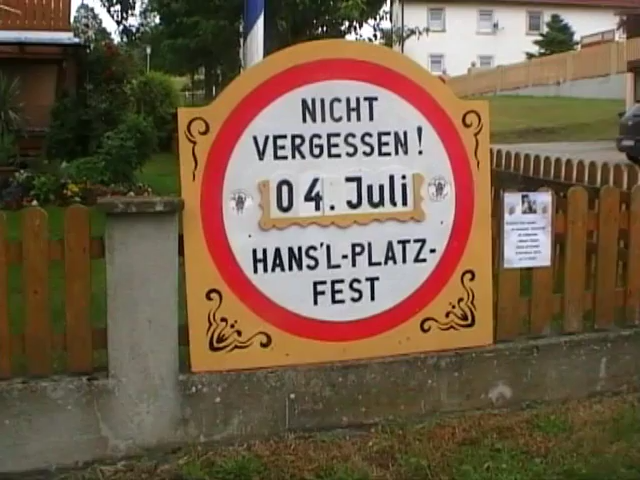 NICHT
VERGESSEN!
04. Juli
HANS'L-PLATZ-
FEST